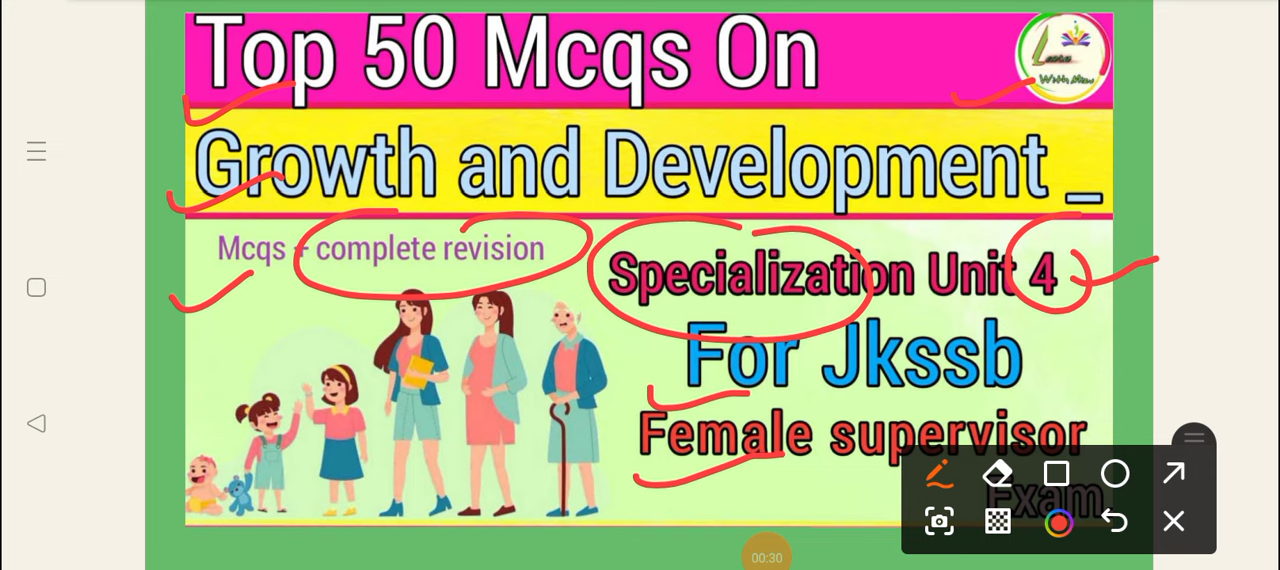 Top 50 Mcqs On
Growth and Development _
Mcqs + complete revision
Specialization Unit 4
For Jkssb
Female supervisor
Exam
00:30